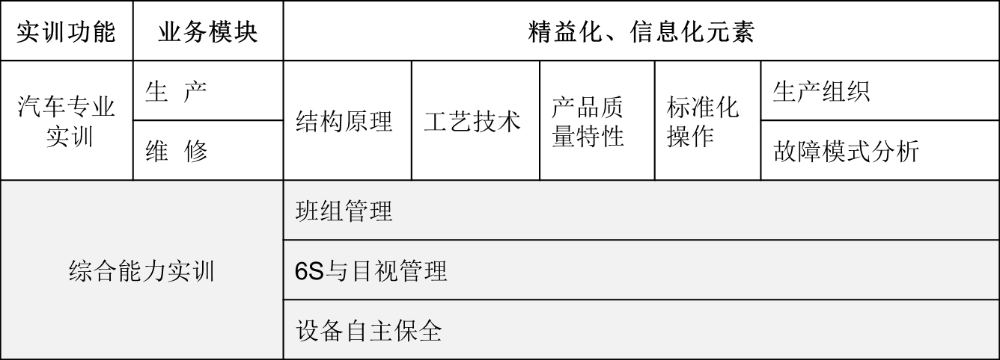 实训功能 业务模块 精益化、信息化元素
汽车专业
实训
生 产
维 修
结构原理
工艺技术
产品质
量特性
标准化
操作
生产组织
故障模式分析
综合能力实训
班组管理
6S与目视管理
设备自主保全